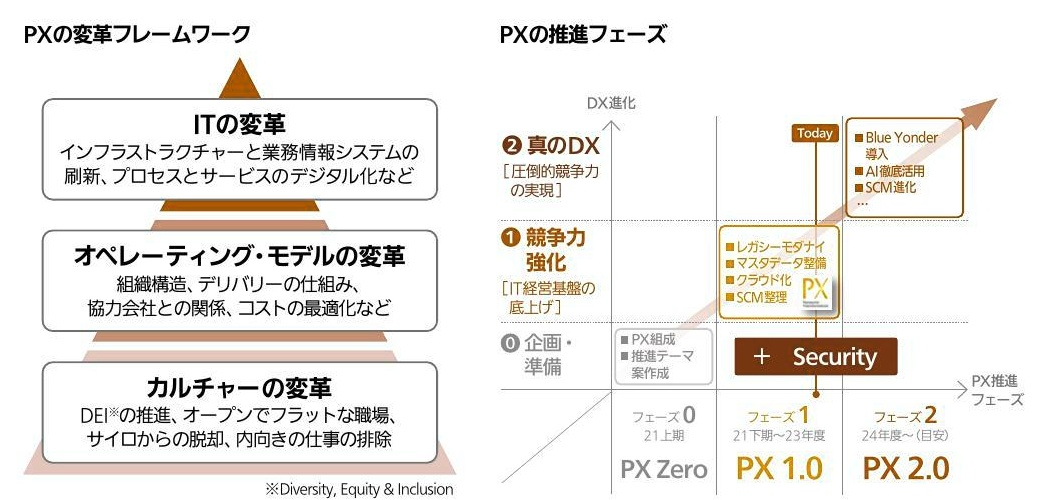 PXの変革フレームワーク
ITの変革
インフラストラクチャーと業務情報システムの
刷新、プロセスとサービスのデジタル化など
オペレーティング・モデルの変革
組織構造、デリバリーの仕組み、
協力会社との関係、コストの最適化など
カルチャーの変革
DEI※の推進、オープンでフラットな職場、
サイロからの脱却、内向きの仕事の排除
※Diversity, Equity & Inclusion
PXの推進フェーズ
DX進化
❷ 真のDX
［圧倒的競争力
の実現］
Today
■ Blue Yonder
導入
■ AI徹底活用
■ SCM進化
…
❶ 競争力
強化
［IT経営基盤の
底上げ］
■ レガシーモダナイ
■ マスタデータ整備
■ クラウド化
■ SCM整理
PX
⓿ 企画・
準備
■ PX組成
■ 推進テーマ
案作成
＋ Security
PX推進
フェーズ
フェーズ 0
21上期
PX Zero
フェーズ 1
21下期～23年度
PX 1.0
フェーズ 2
24年度～（目安）
PX 2.0